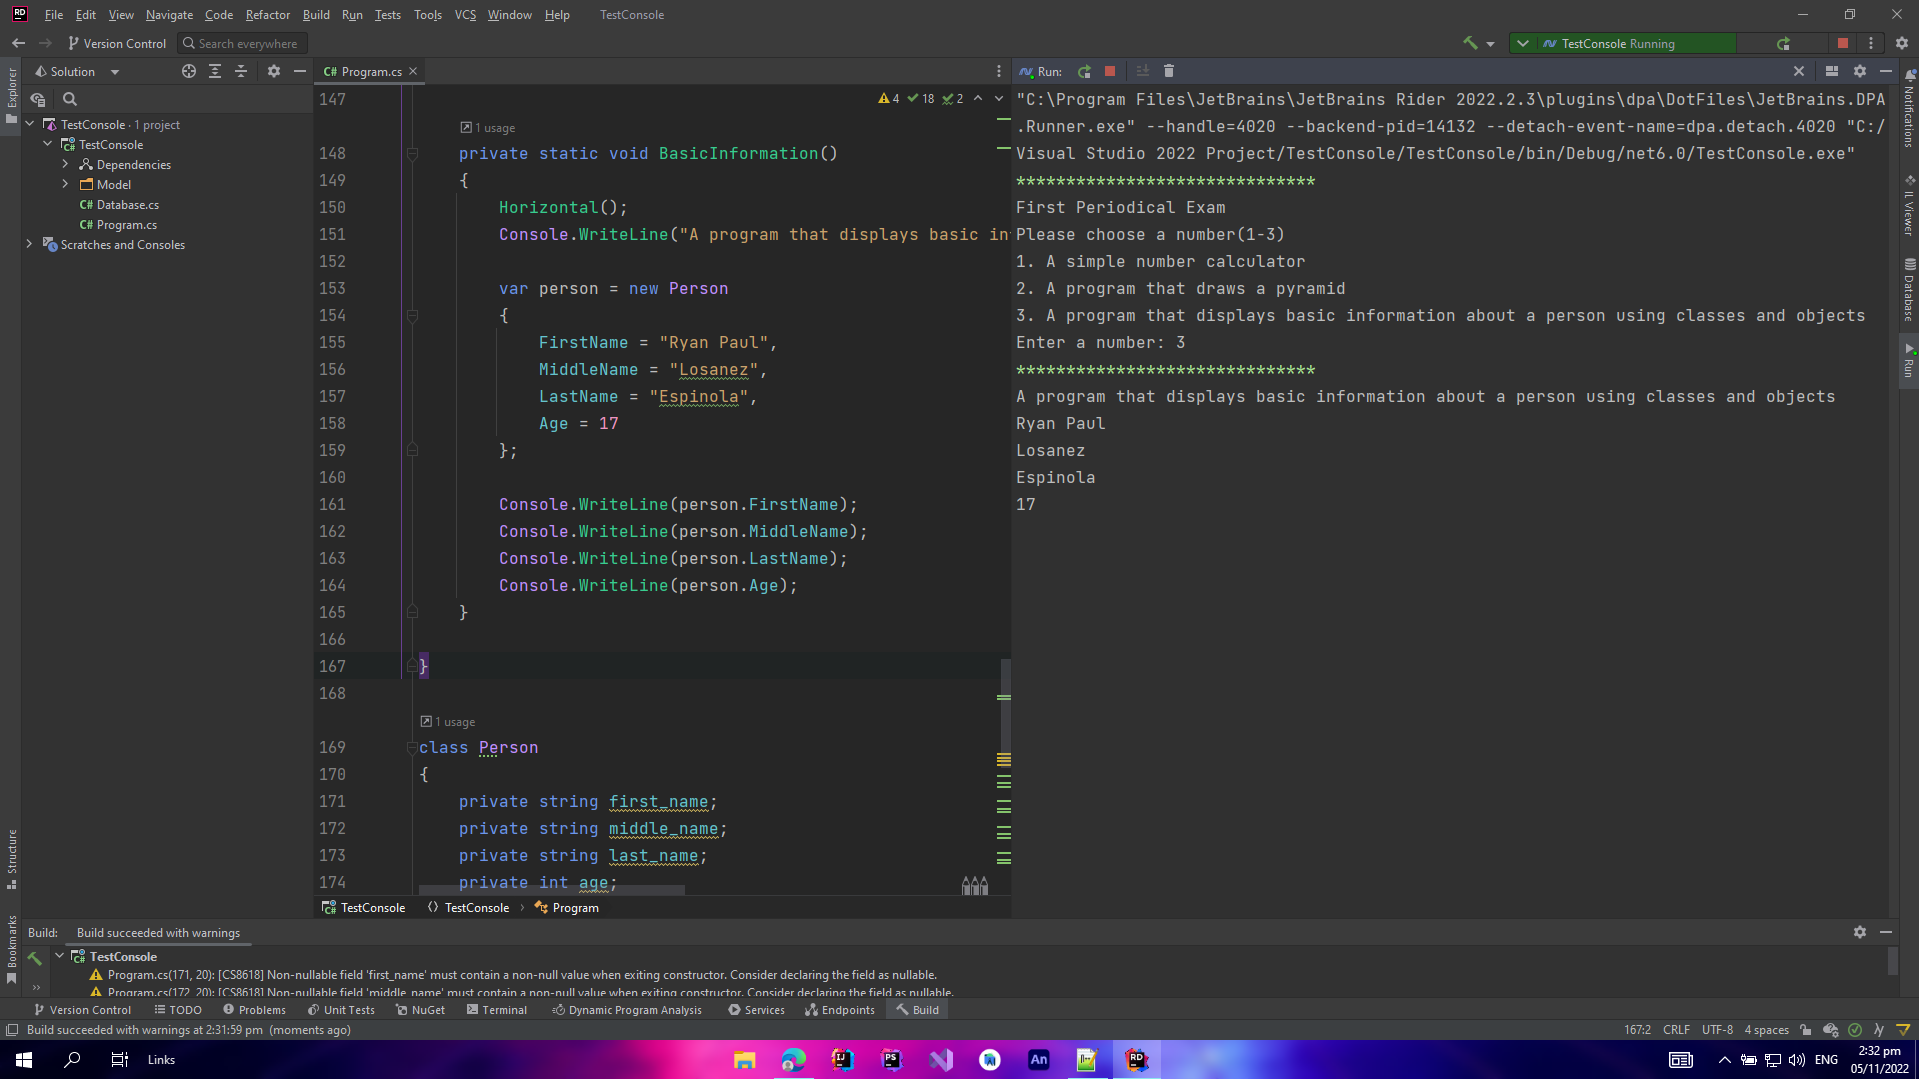 File Edit View Navigate Code Refactor Build Run Tests Tools VCS Window Help TestConsole
Version Control Search everywhere TestConsole Running
Solution
Program.cs
Run:
Explorer
TestConsole · 1 project
TestConsole
Dependencies
Model
C# Database.cs
C# Program.cs
Scratches and Consoles
4 18 2
147
1 usage
148 private static void BasicInformation()
149 {
150 Horizontal();
151 Console.WriteLine("A program that displays basic in
152
153 var person = new Person
154 {
155 FirstName = "Ryan Paul",
156 MiddleName = "Losanez",
157 LastName = "Espinola",
158 Age = 17
159 };
160
161 Console.WriteLine(person.FirstName);
162 Console.WriteLine(person.MiddleName);
163 Console.WriteLine(person.LastName);
164 Console.WriteLine(person.Age);
165 }
166
167 }
168
1 usage
169 class Person
170 {
171 private string first_name;
172 private string middle_name;
173 private string last_name;
174 private int age;
TestConsole TestConsole Program
"C:\Program Files\JetBrains\JetBrains Rider 2022.2.3\plugins\dpa\DotFiles\JetBrains.DPA
.Runner.exe" --handle=4020 --backend-pid=14132 --detach-event-name=dpa.detach.4020 "C:/
Visual Studio 2022 Project/TestConsole/TestConsole/bin/Debug/net6.0/TestConsole.exe"
******************************
First Periodical Exam
Please choose a number(1-3)
1. A simple number calculator
2. A program that draws a pyramid
3. A program that displays basic information about a person using classes and objects
Enter a number: 3
******************************
A program that displays basic information about a person using classes and objects
Ryan Paul
Losanez
Espinola
17
Notifications
IL Viewer
Database
Run
Structure
Bookmarks
Build: Build succeeded with warnings
TestConsole
Program.cs(171, 20): [CS8618] Non-nullable field 'first_name' must contain a non-null value when exiting constructor. Consider declaring the field as nullable.
Program.cs(172, 20): [CS8618] Non-nullable field 'middle_name' must contain a non-null value when exiting constructor. Consider declaring the field as nullable.
Version Control TODO Problems Unit Tests NuGet Terminal Dynamic Program Analysis Services Endpoints Build
Build succeeded with warnings at 2:31:59 pm (moments ago) 167:2 CRLF UTF-8 4 spaces
Links ENG 2:32 pm
05/11/2022